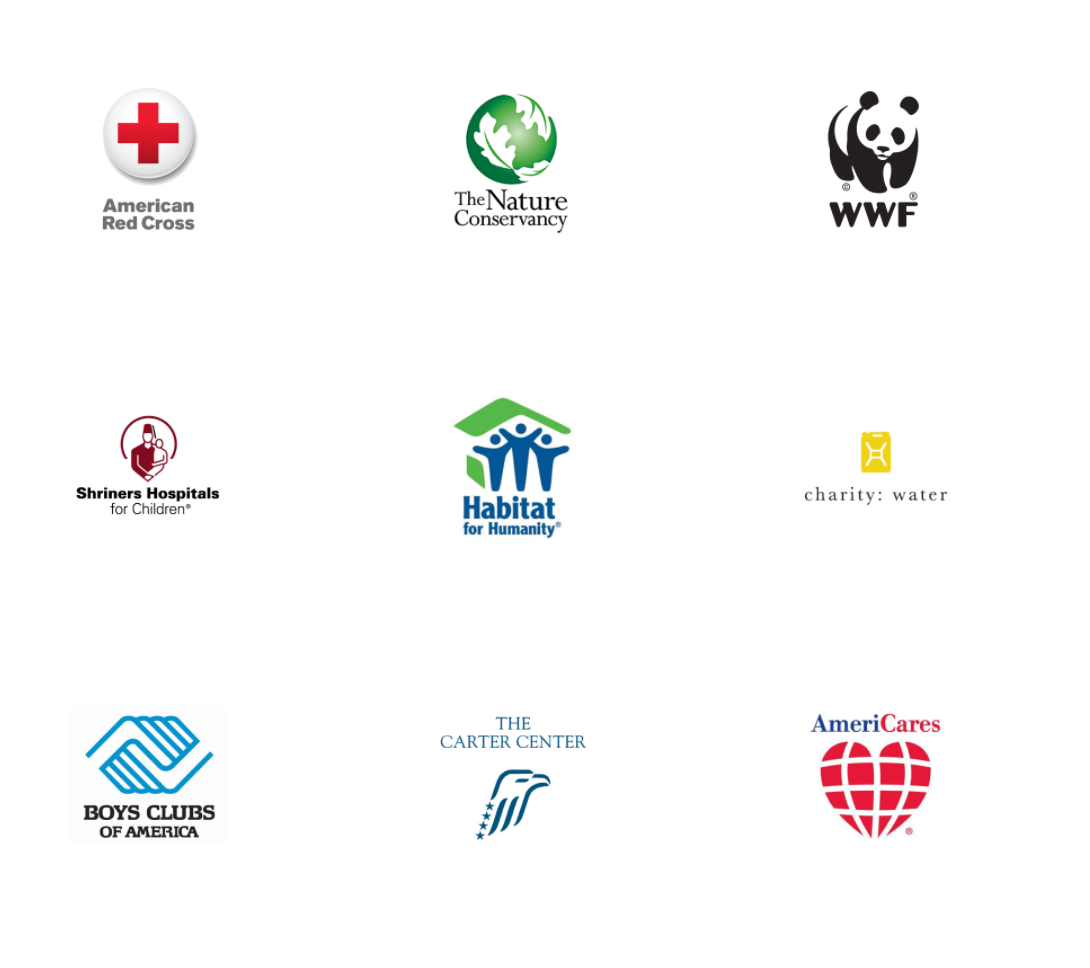 American
Red Cross
The Nature
Conservancy
©
®
WWF
Shriners Hospitals
for Children®
Habitat
for Humanity®
charity: water
BOYS CLUBS
OF AMERICA
THE
CARTER CENTER
AmeriCares
®